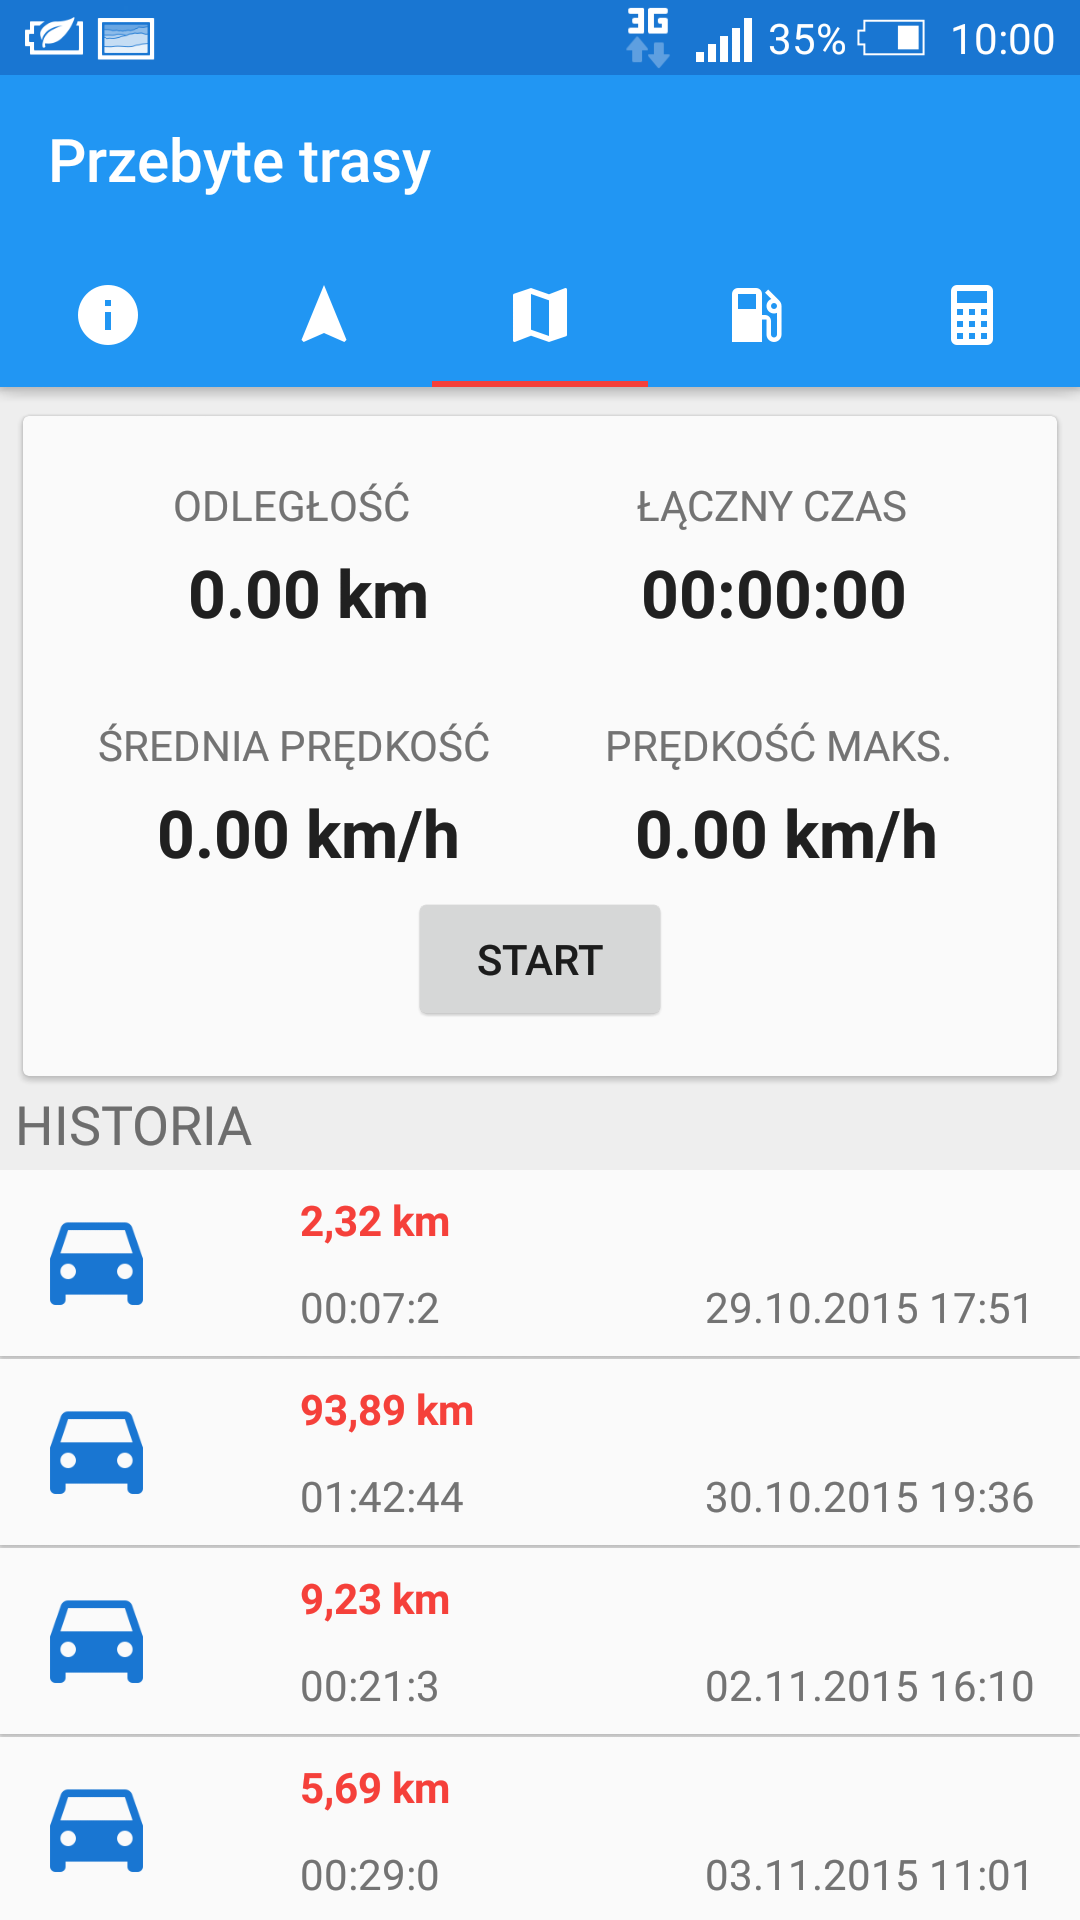 3G 35% 10:00
Przebyte trasy
ODLEGŁOŚĆ ŁĄCZNY CZAS
0.00 km 00:00:00
ŚREDNIA PRĘDKOŚĆ PRĘDKOŚĆ MAKS.
0.00 km/h 0.00 km/h
START
HISTORIA
2,32 km
00:07:2 29.10.2015 17:51
93,89 km
01:42:44 30.10.2015 19:36
9,23 km
00:21:3 02.11.2015 16:10
5,69 km
00:29:0 03.11.2015 11:01